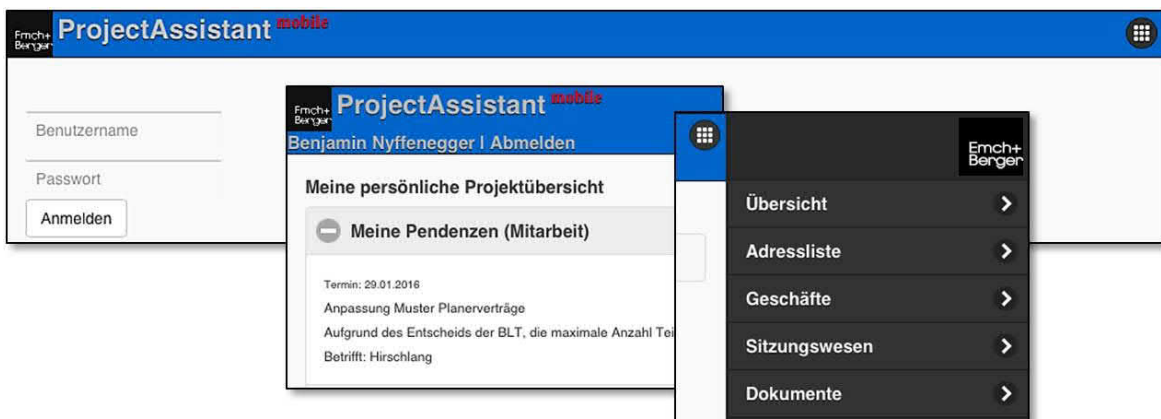 Emch+
Berger
ProjectAssistant mobile
Benutzername
Passwort
Anmelden
Emch+
Berger
ProjectAssistant mobile
Benjamin Nyffenegger | Abmelden
Meine persönliche Projektübersicht
Meine Pendenzen (Mitarbeit)
Termin: 29.01.2016
Anpassung Muster Planerverträge
Aufgrund des Entscheids der BLT, die maximale Anzahl Tei
Betrifft: Hirschlang
Emch+
Berger
Übersicht
Adressliste
Geschäfte
Sitzungswesen
Dokumente